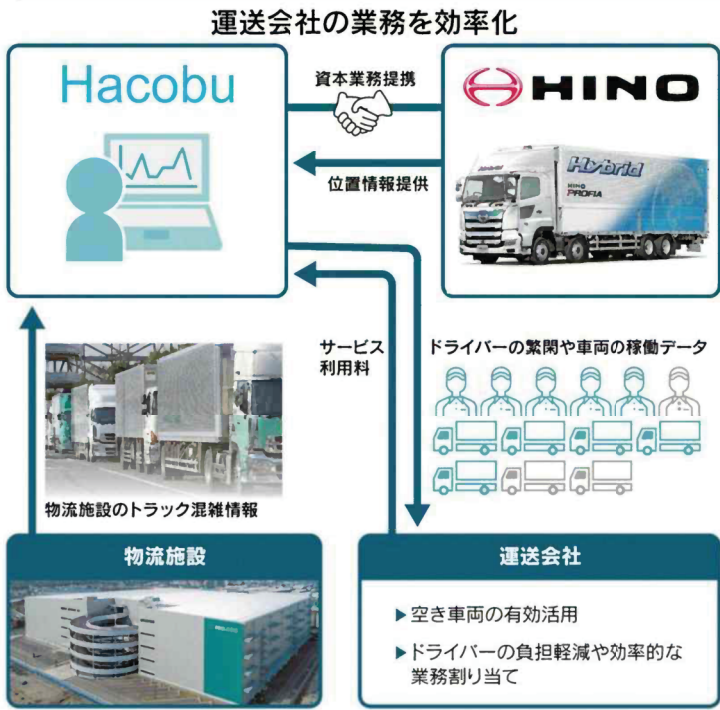 運送会社の業務を効率化
Hacobu
資本業務提携
HINO
位置情報提供
Hybrid
HINO
PROFIA
サービス
利用料
ドライバーの繁閑や車両の稼働データ
物流施設のトラック混雑情報
物流施設
運送会社
▶空き車両の有効活用
▶ドライバーの負担軽減や効率的な
業務割り当て